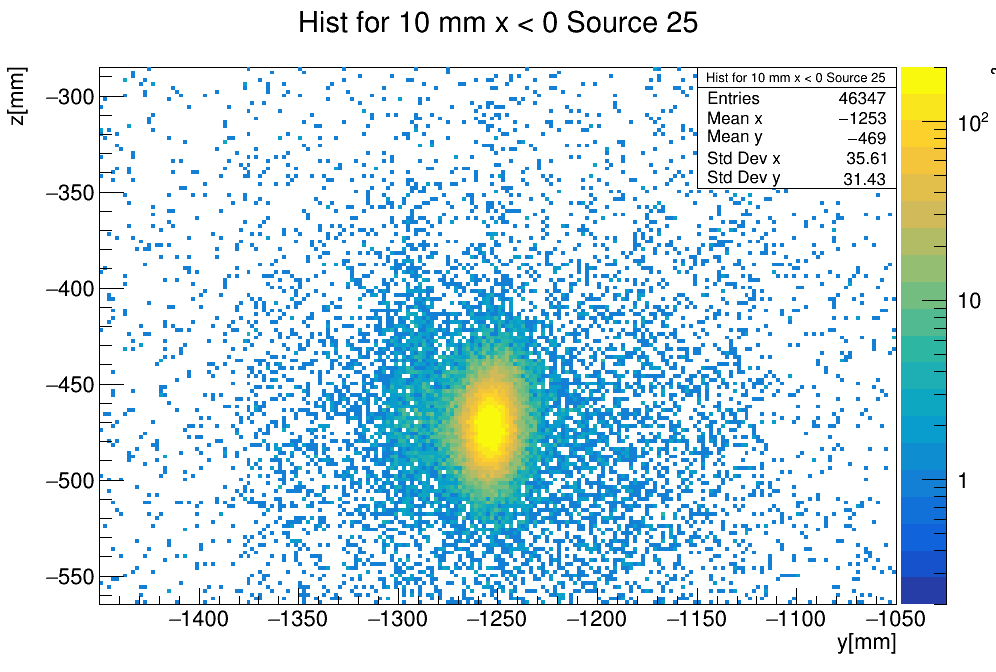 Hist for 10 mm x < 0 Source 25
z[mm]
Hist for 10 mm x < 0 Source 25
Entries 46347
Mean x −1253
Mean y −469
Std Dev x 35.61
Std Dev y 31.43
−300
−350
−400
−450
−500
−550
−1400
−1350
−1300
−1250
−1200
−1150
−1100
−1050
y[mm]
10²
10
1